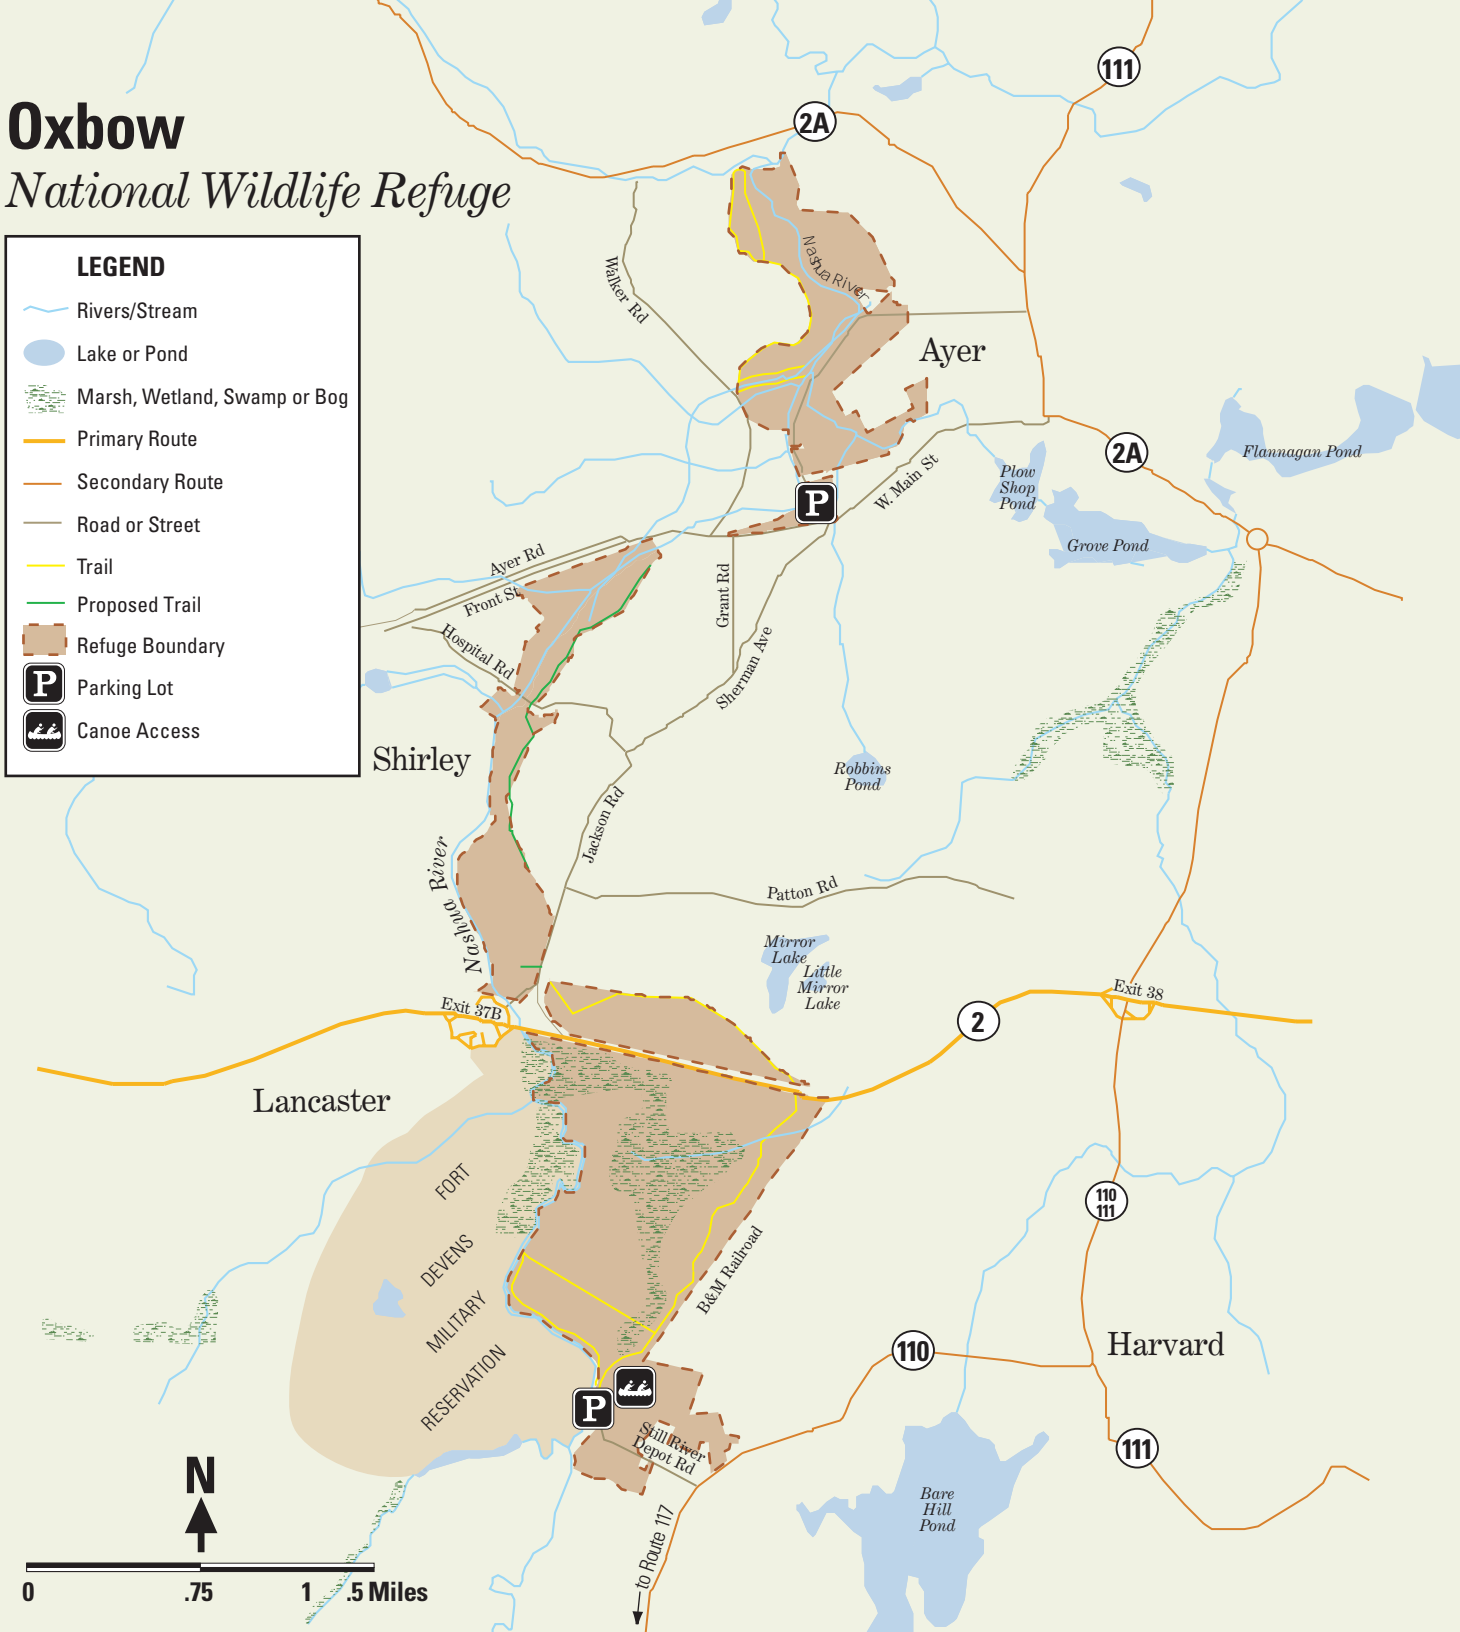 Oxbow
National Wildlife Refuge
LEGEND
Rivers/Stream
Lake or Pond
Marsh, Wetland, Swamp or Bog
Primary Route
Secondary Route
Road or Street
Trail
Proposed Trail
Refuge Boundary
P
Parking Lot
Canoe Access
111
2A
Nashua River
Walker Rd
Ayer
2A
Flannagan Pond
Plow
Shop
Pond
W. Main St
P
Grove Pond
Ayer Rd
Front St
Grant Rd
Hospital Rd
Sherman Ave
Shirley
Robbins
Pond
Jackson Rd
Nashua River
Patton Rd
Mirror
Lake
Little
Mirror
Lake
Exit 37B
Exit 38
2
Lancaster
FORT
DEVENS
MILITARY
RESERVATION
110
111
B&M Railroad
110
Harvard
P
Still River
Depot Rd
111
Bare
Hill
Pond
to Route 117
N
0
.75
1
.5 Miles